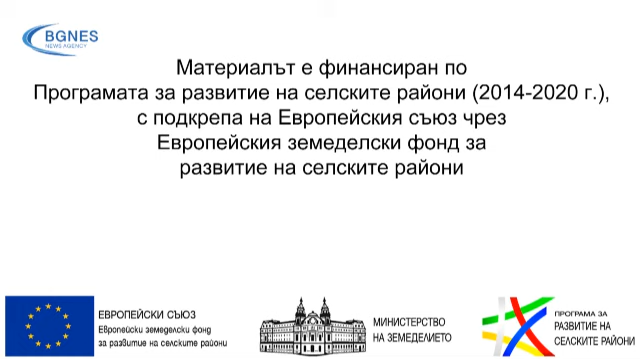 BGNES
NEWS AGENCY
Материалът е финансиран по
Програмата за развитие на селските райони (2014-2020 г.),
с подкрепа на Европейския съюз чрез
Европейския земеделски фонд за
развитие на селските райони
ЕВРОПЕЙСКИ СЪЮЗ
Европейски земеделски фонд
за развитие на селските райони
МИНИСТЕРСТВО
НА ЗЕМЕДЕЛИЕТО
ПРОГРАМА ЗА
РАЗВИТИЕ НА
СЕЛСКИТЕ РАЙОНИ